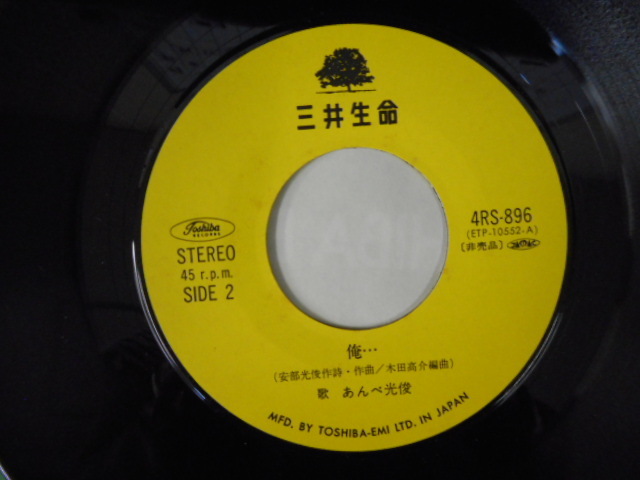 三井生命
Toshiba
RECORDS
STEREO
45 r.p.m.
SIDE 2
4RS-896
(ETP-10552-A)
〔非売品〕
俺…
(安部光俊作詩・作曲/木田高介編曲)
歌 あんべ光俊
MFD. BY TOSHIBA-EMI LTD. IN JAPAN